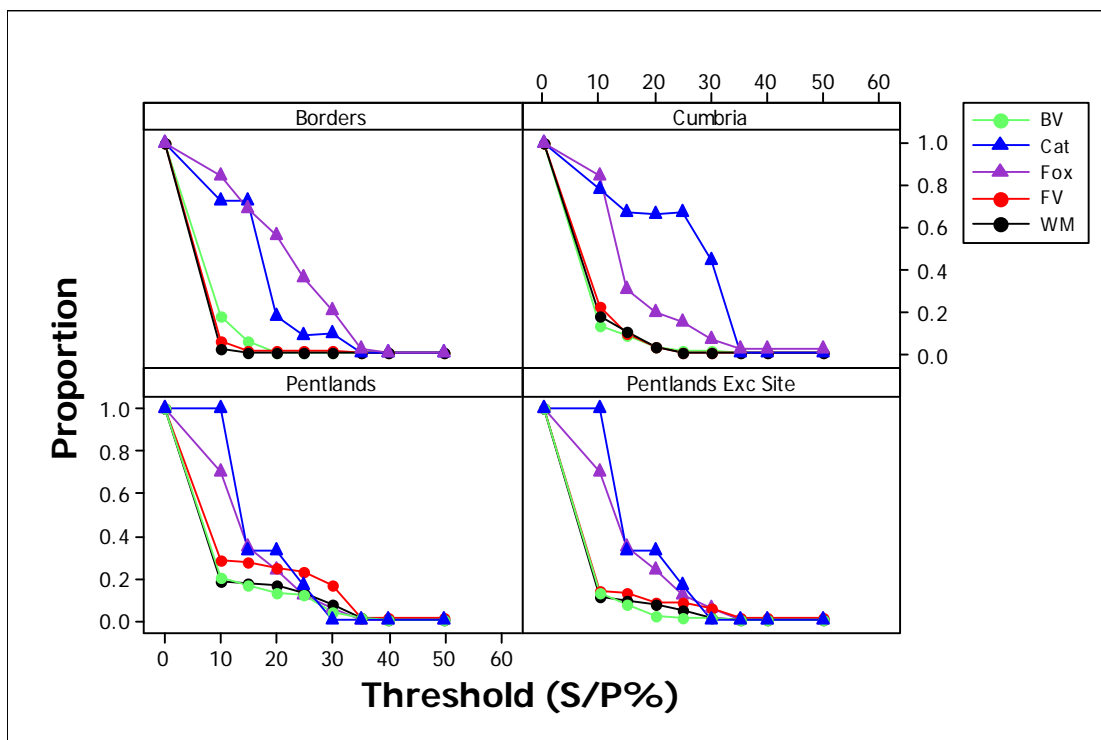 0 10 20 30 40 50 60
Borders Cumbria
1.0
0.8
0.6
0.4
0.2
0.0
BV
Cat
Fox
FV
WM
Proportion
Pentlands Pentlands Exc Site
1.0
0.8
0.6
0.4
0.2
0.0
0 10 20 30 40 50 60
Threshold (S/P%)